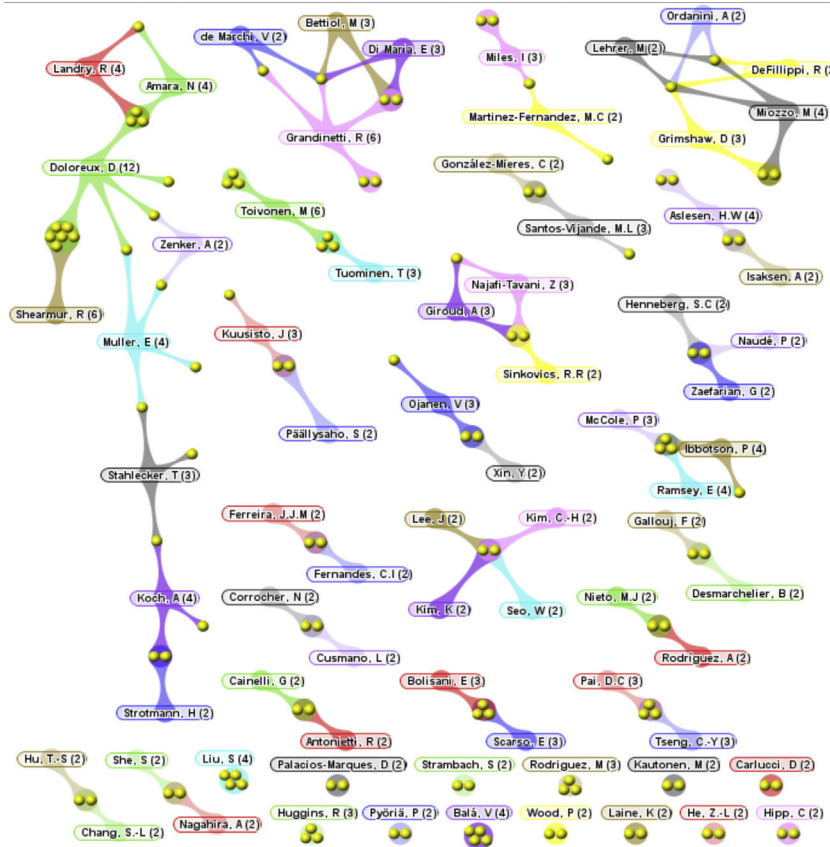 de Marchi, V (2)
Bettiol, M (3)
Di Maria, E (3)
Ordanini, A (2)
Landry, R (4)
Amara, N (4)
Miles, I (3)
Lehrer, M (2)
DeFillippi, R (2
Martinez-Fernandez, M.C (2)
Miozzo, M (4)
Grandinetti, R (6)
Grimshaw, D (3)
Doloreux, D (12)
González-Mieres, C (2)
Toivonen, M (6)
Santos-Vijande, M.L (3)
Aslesen, H.W (4)
Zenker, A (2)
Tuominen, T (3)
Isaksen, A (2)
Najafi-Tavani, Z (3)
Henneberg, S.C (2)
Shearmur, R (6)
Giroud, A (3)
Kuusisto, J (3)
Muller, E (4)
Naudé, P (2)
Sinkovics, R.R (2)
Zaefarian, G (2)
Ojanen, V (3)
McCole, P (3)
Päällysaho, S (2)
Ibbotson, P (4)
Stahlecker, T (3)
Xin, Y (2)
Ramsey, E (4)
Ferreira, J.J.M (2)
Lee, J (2)
Kim, C.-H (2)
Gallouj, F (2)
Fernandes, C.I (2)
Desmarchelier, B (2)
Koch, A (4)
Corrocher, N (2)
Kim, K (2)
Seo, W (2)
Nieto, M.J (2)
Cusmano, L (2)
Rodríguez, A (2)
Cainelli, G (2)
Bolisani, E (3)
Pai, D.C (3)
Strotmann, H (2)
Antonietti, R (2)
Scarso, E (3)
Tseng, C.-Y (3)
Hu, T.-S (2)
She, S (2)
Liu, S (4)
Palacios-Marques, D (2)
Strambach, S (2)
Rodriguez, M (3)
Kautonen, M (2)
Carlucci, D (2)
Chang, S.-L (2)
Nagahira, A (2)
Huggins, R (3)
Pyöriä, P (2)
Balá, V (4)
Wood, P (2)
Laine, K (2)
He, Z.-L (2)
Hipp, C (2)